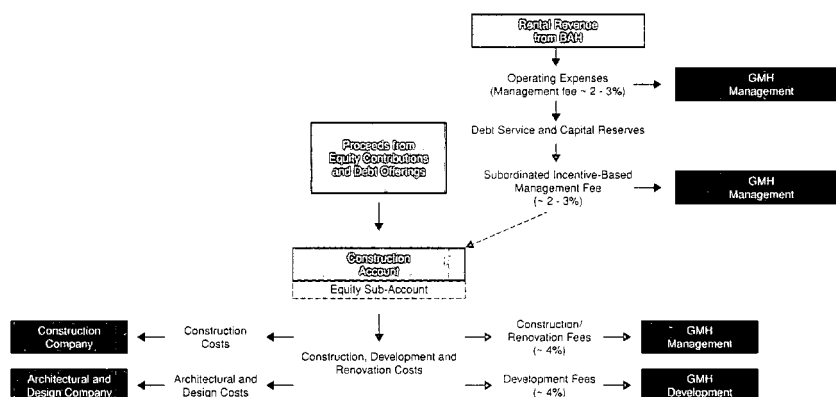 Rental Revenue
from BAH
Operating Expenses
(Management fee ~ 2 - 3%)
GMH
Management
Debt Service and Capital Reserves
Proceeds from
Equity Contributions
and Debt Offerings
Subordinated Incentive-Based
Management Fee
(~ 2 - 3%)
GMH
Management
Construction
Account
Equity Sub-Account
Construction
Company
Construction
Costs
Construction, Development and
Renovation Costs
Construction/
Renovation Fees
(~ 4%)
GMH
Management
Architectural and
Design Company
Architectural and
Design Costs
Development Fees
(~ 4%)
GMH
Development